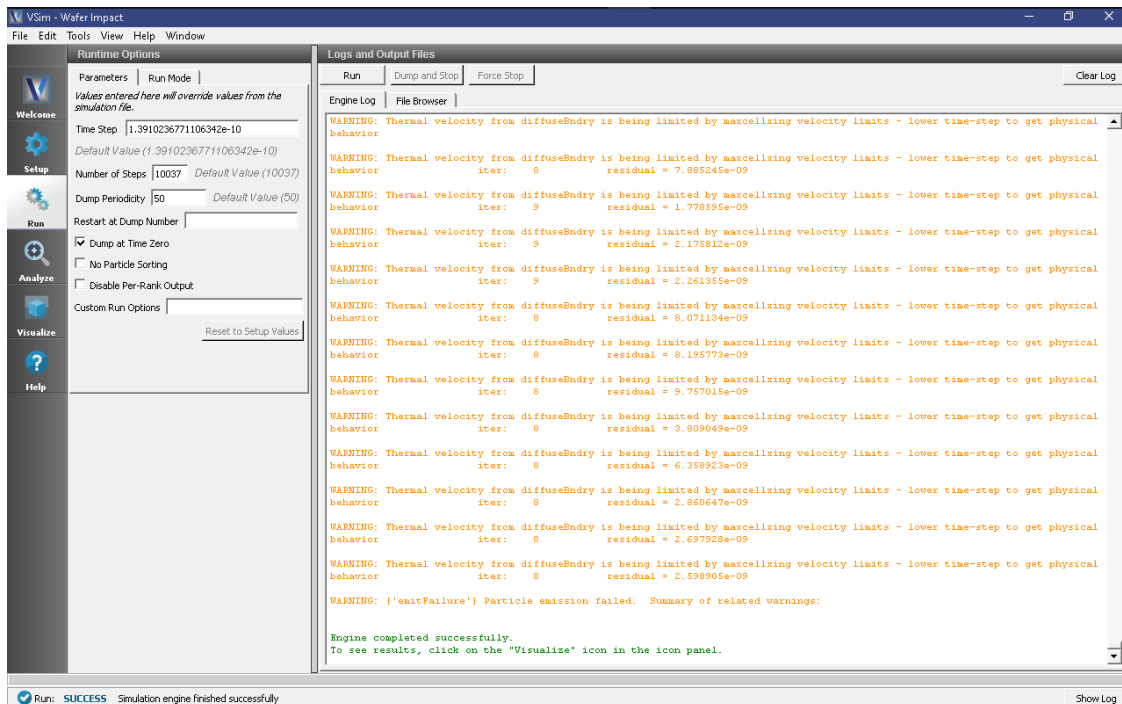 VSim - Wafer Impact
File Edit Tools View Help Window
Runtime Options
Parameters Run Mode
Values entered here will override values from the
simulation file.
Time Step 1.3910236771106342e-10
Default Value (1.3910236771106342e-10)
Number of Steps 10037 Default Value (10037)
Dump Periodicity 50 Default Value (50)
Restart at Dump Number
Dump at Time Zero
No Particle Sorting
Disable Per-Rank Output
Custom Run Options
Reset to Setup Values
Welcome
Setup
Run
Analyze
Visualize
Help
Logs and Output Files
Run Dump and Stop Force Stop Clear Log
Engine Log File Browser
WARNING: Thermal velocity from diffuseBndry is being limited by maxcellxing velocity limits - lower time-step to get physical
behavior
WARNING: Thermal velocity from diffuseBndry is being limited by maxcellxing velocity limits - lower time-step to get physical
behavior iter: 8 residual = 7.885245e-09
WARNING: Thermal velocity from diffuseBndry is being limited by maxcellxing velocity limits - lower time-step to get physical
behavior iter: 9 residual = 1.778595e-09
WARNING: Thermal velocity from diffuseBndry is being limited by maxcellxing velocity limits - lower time-step to get physical
behavior iter: 9 residual = 2.175812e-09
WARNING: Thermal velocity from diffuseBndry is being limited by maxcellxing velocity limits - lower time-step to get physical
behavior iter: 9 residual = 2.261355e-09
WARNING: Thermal velocity from diffuseBndry is being limited by maxcellxing velocity limits - lower time-step to get physical
behavior iter: 8 residual = 8.071134e-09
WARNING: Thermal velocity from diffuseBndry is being limited by maxcellxing velocity limits - lower time-step to get physical
behavior iter: 8 residual = 8.195773e-09
WARNING: Thermal velocity from diffuseBndry is being limited by maxcellxing velocity limits - lower time-step to get physical
behavior iter: 8 residual = 9.757015e-09
WARNING: Thermal velocity from diffuseBndry is being limited by maxcellxing velocity limits - lower time-step to get physical
behavior iter: 8 residual = 3.809049e-09
WARNING: Thermal velocity from diffuseBndry is being limited by maxcellxing velocity limits - lower time-step to get physical
behavior iter: 8 residual = 6.358923e-09
WARNING: Thermal velocity from diffuseBndry is being limited by maxcellxing velocity limits - lower time-step to get physical
behavior iter: 8 residual = 2.860647e-09
WARNING: Thermal velocity from diffuseBndry is being limited by maxcellxing velocity limits - lower time-step to get physical
behavior iter: 8 residual = 2.697928e-09
WARNING: Thermal velocity from diffuseBndry is being limited by maxcellxing velocity limits - lower time-step to get physical
behavior iter: 8 residual = 2.598905e-09
WARNING: ['emitFailure'] Particle emission failed. Summary of related warnings:
Engine completed successfully.
To see results, click on the "Visualize" icon in the icon panel.
Run: SUCCESS Simulation engine finished successfully Show Log